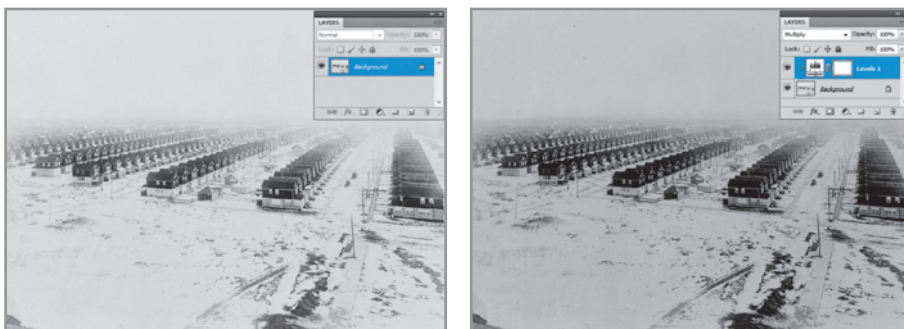 LAYERS
Normal
Opacity: 100%
Lock:
Fill: 100%
Background
LAYERS
Multiply
Opacity: 100%
Lock:
Fill: 100%
Levels 1
Background